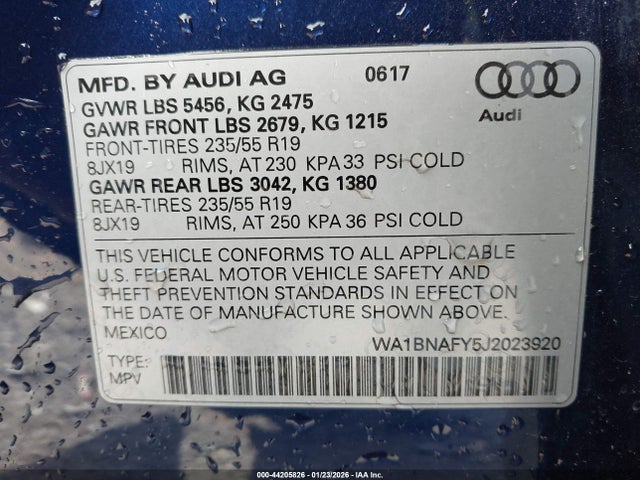 MFD. BY AUDI AG 0617
Audi
GVWR LBS 5456, KG 2475
GAWR FRONT LBS 2679, KG 1215
FRONT-TIRES 235/55 R19
8JX19 RIMS, AT 230 KPA 33 PSI COLD
GAWR REAR LBS 3042, KG 1380
REAR-TIRES 235/55 R19
8JX19 RIMS, AT 250 KPA 36 PSI COLD
THIS VEHICLE CONFORMS TO ALL APPLICABLE
U.S. FEDERAL MOTOR VEHICLE SAFETY AND
THEFT PREVENTION STANDARDS IN EFFECT ON
THE DATE OF MANUFACTURE SHOWN ABOVE.
MEXICO WA1BNAFY5J2023920
TYPE:
MPV
000-44205826 - 01/23/2026 - IAAI.COM